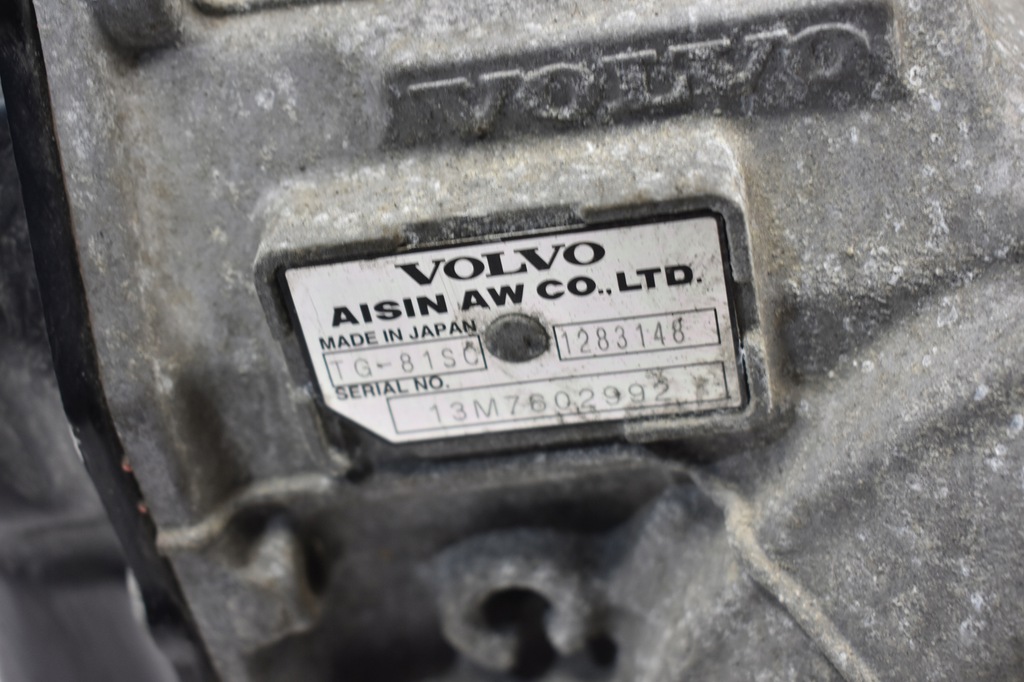 VOLVO
VOLVO
AISIN AW CO., LTD.
MADE IN JAPAN
TG-81SC 1283148
SERIAL NO.
13M7602992